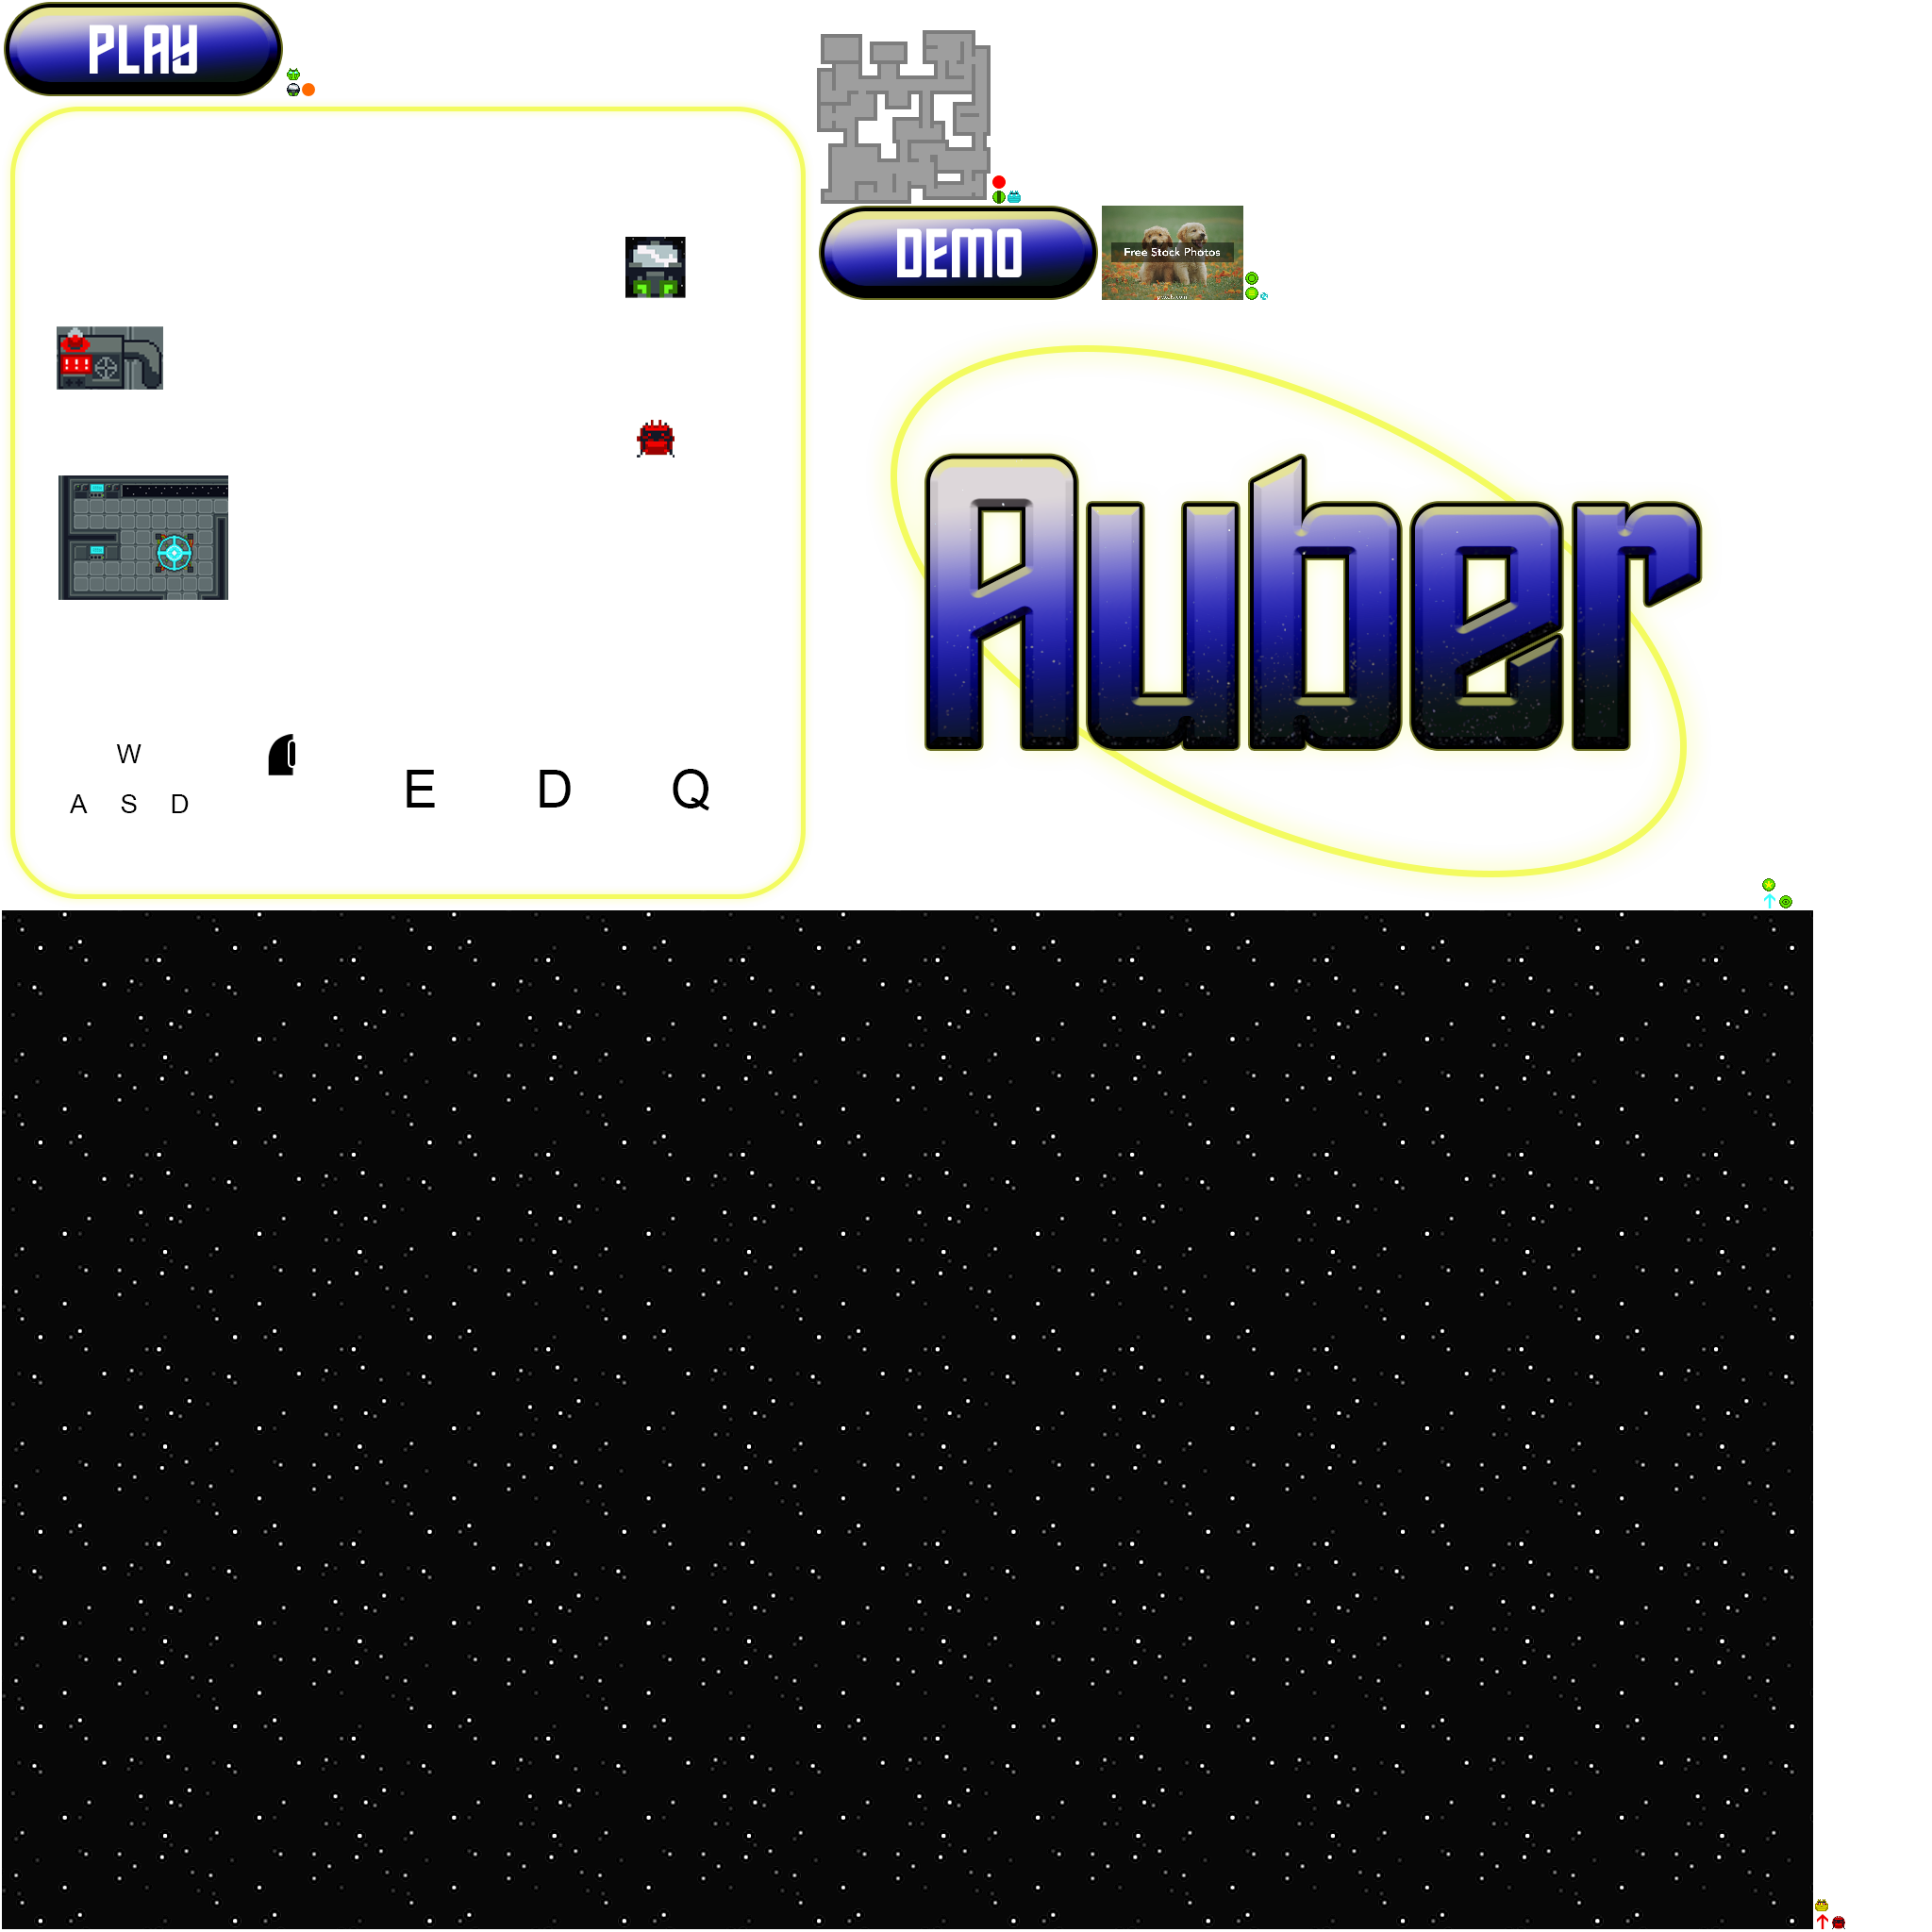 PLAY
DEMO
Free Stock Photos
Auber
W
A S D
E D Q